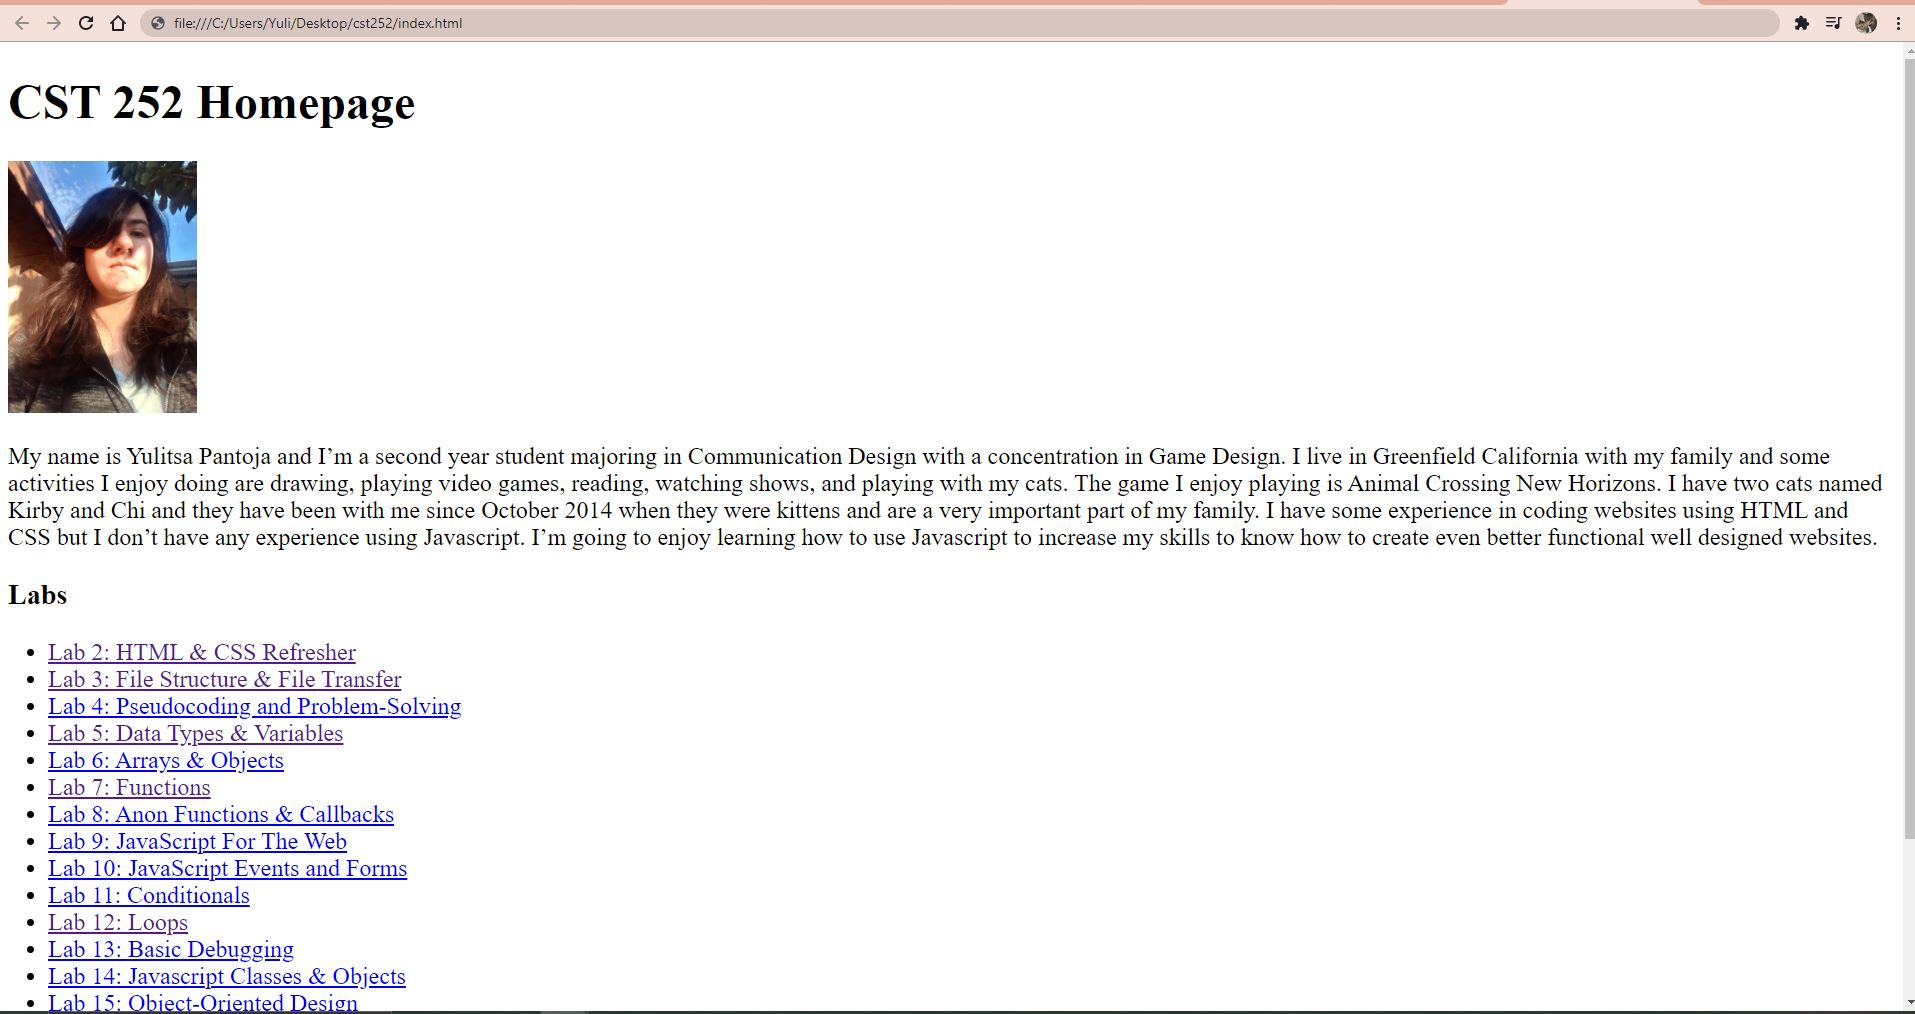 file:///C:/Users/Yuli/Desktop/cst252/index.html
CST 252 Homepage
My name is Yulitsa Pantoja and I’m a second year student majoring in Communication Design with a concentration in Game Design. I live in Greenfield California with my family and some
activities I enjoy doing are drawing, playing video games, reading, watching shows, and playing with my cats. The game I enjoy playing is Animal Crossing New Horizons. I have two cats named
Kirby and Chi and they have been with me since October 2014 when they were kittens and are a very important part of my family. I have some experience in coding websites using HTML and
CSS but I don’t have any experience using Javascript. I’m going to enjoy learning how to use Javascript to increase my skills to know how to create even better functional well designed websites.
Labs
• Lab 2: HTML & CSS Refresher
• Lab 3: File Structure & File Transfer
• Lab 4: Pseudocoding and Problem-Solving
• Lab 5: Data Types & Variables
• Lab 6: Arrays & Objects
• Lab 7: Functions
• Lab 8: Anon Functions & Callbacks
• Lab 9: JavaScript For The Web
• Lab 10: JavaScript Events and Forms
• Lab 11: Conditionals
• Lab 12: Loops
• Lab 13: Basic Debugging
• Lab 14: Javascript Classes & Objects
• Lab 15: Object-Oriented Design